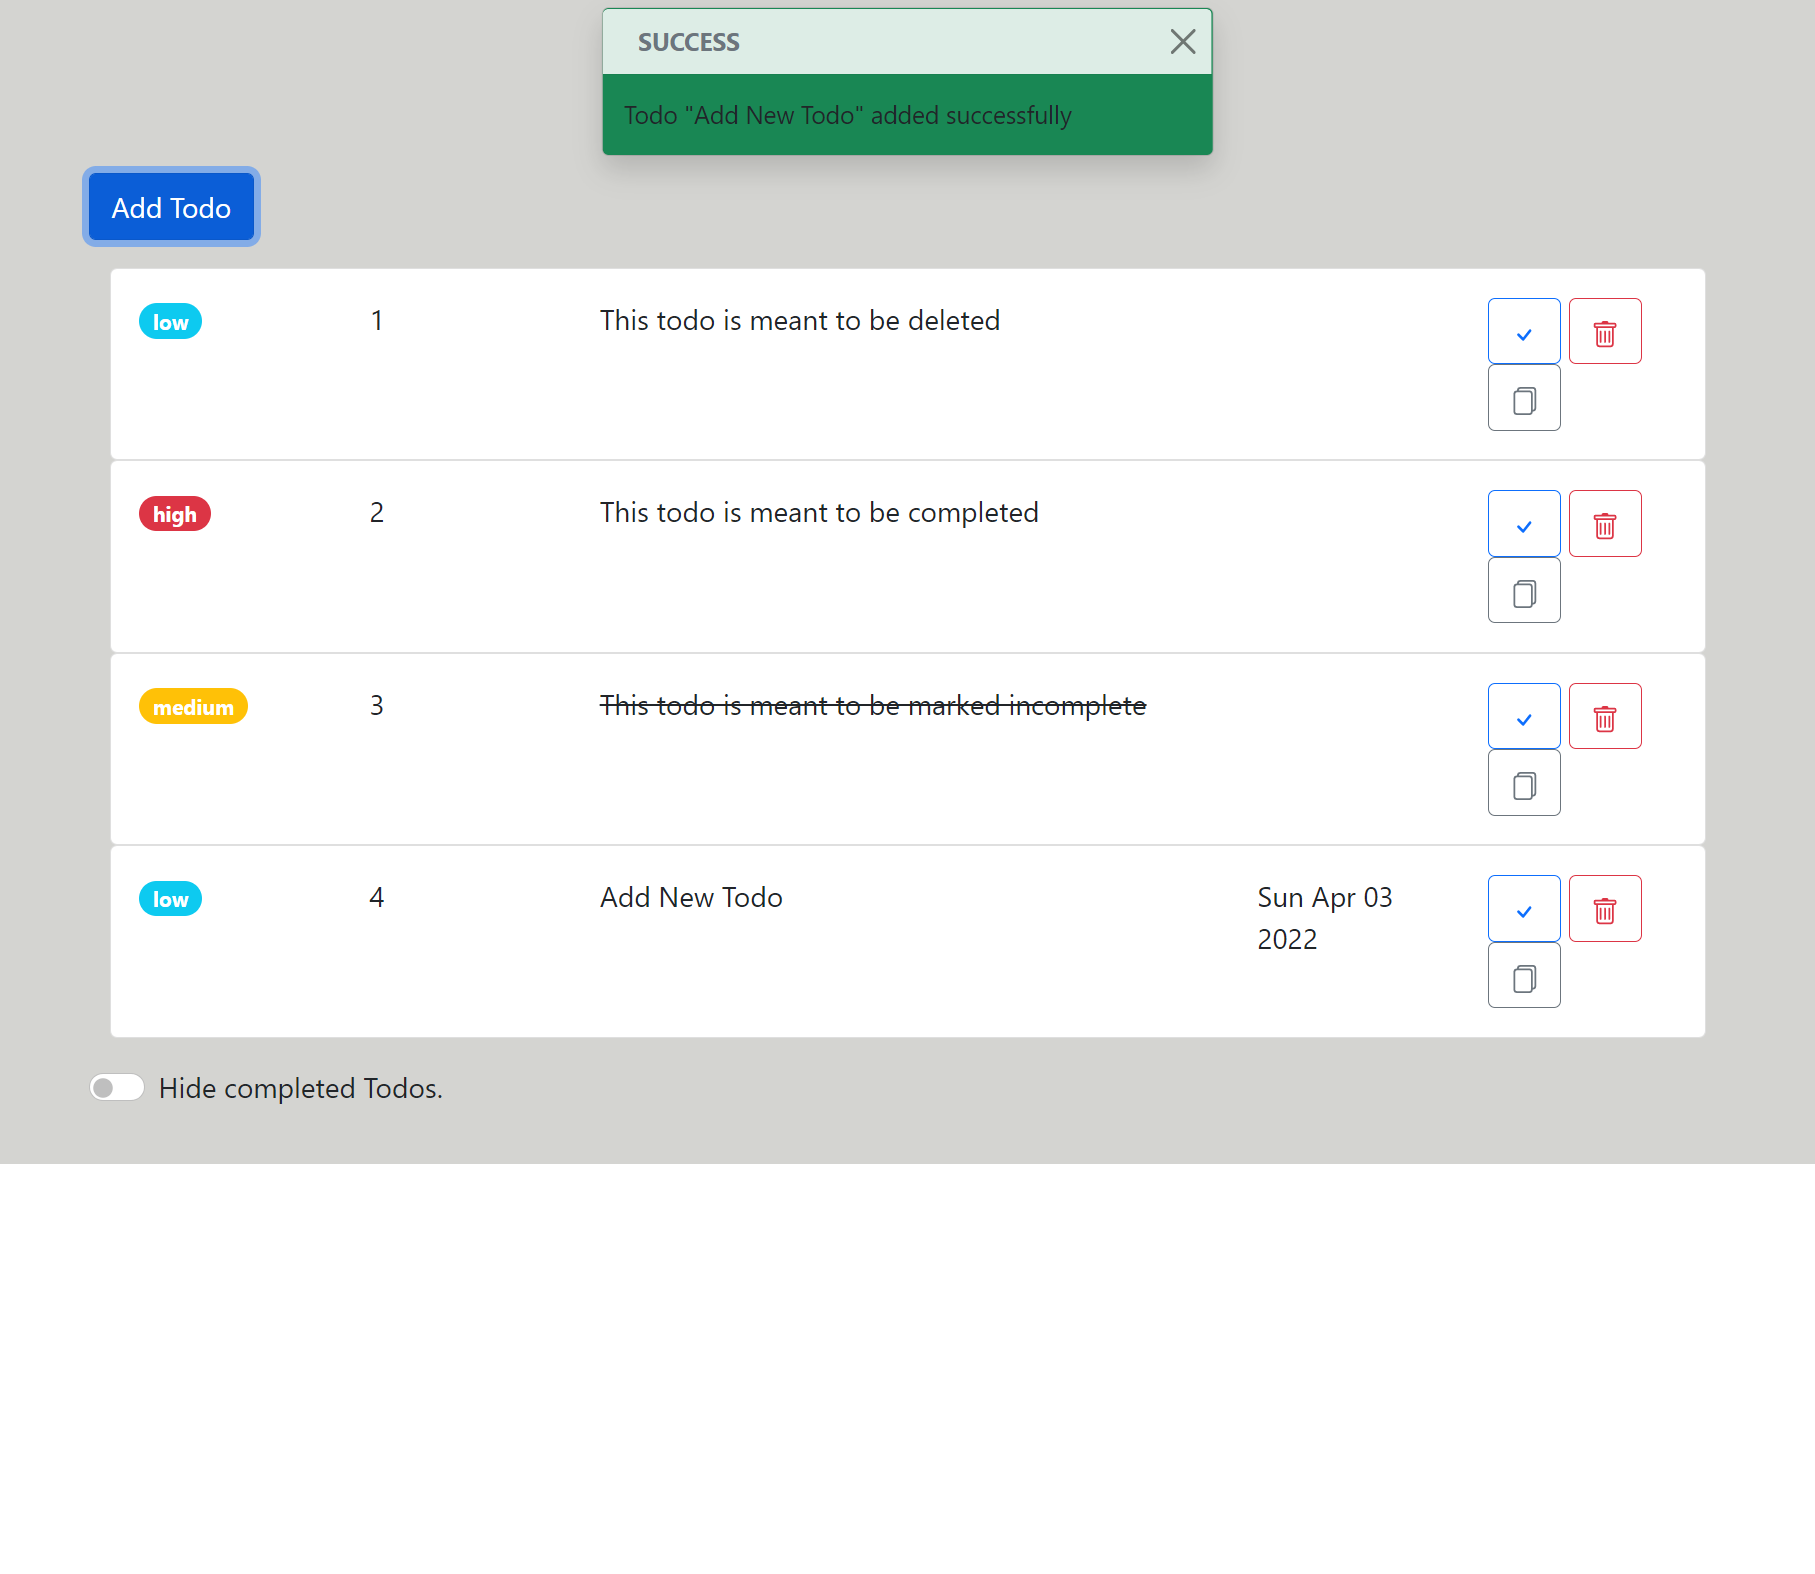 SUCCESS
Todo "Add New Todo" added successfully
Add Todo
low 1 This todo is meant to be deleted
high 2 This todo is meant to be completed
medium 3 This todo is meant to be marked incomplete
low 4 Add New Todo Sun Apr 03
2022
Hide completed Todos.